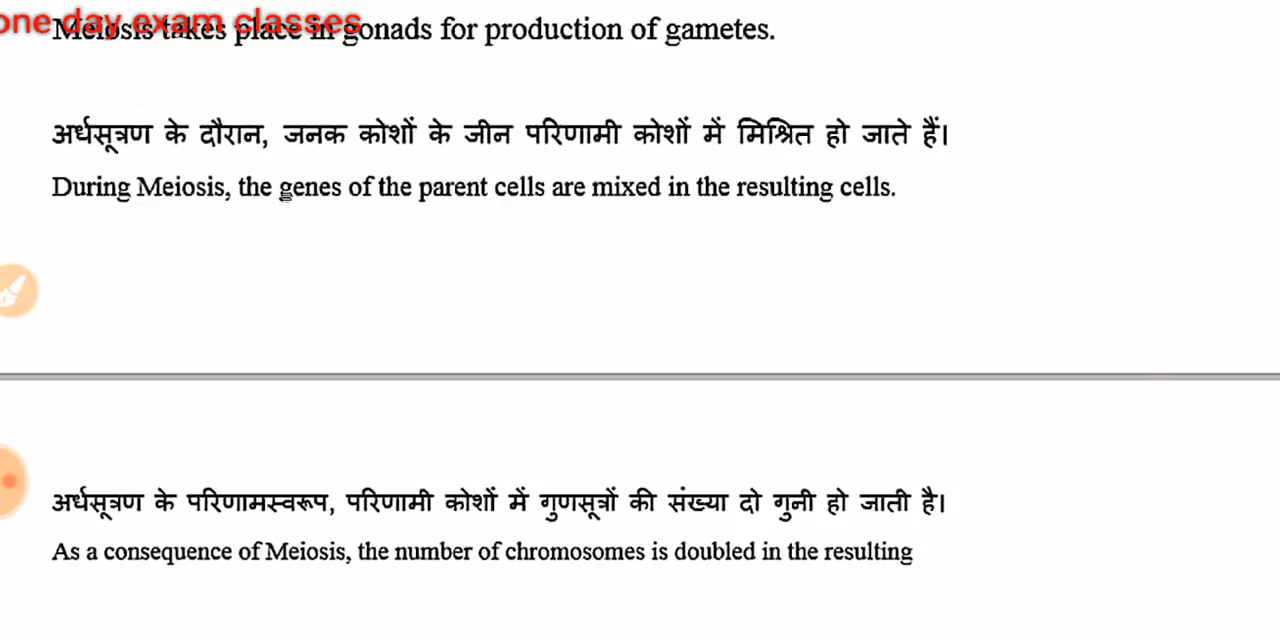 one day exam classes
Meiosis takes place in gonads for production of gametes.
अर्धसूत्रण के दौरान, जनक कोशों के जीन परिणामी कोशों में मिश्रित हो जाते हैं।
During Meiosis, the genes of the parent cells are mixed in the resulting cells.
अर्धसूत्रण के परिणामस्वरूप, परिणामी कोशों में गुणसूत्रों की संख्या दो गुनी हो जाती है।
As a consequence of Meiosis, the number of chromosomes is doubled in the resulting